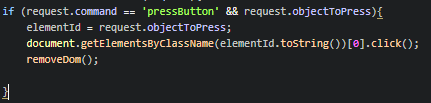 if (request.command == 'pressButton' && request.objectToPress){
elementId = request.objectToPress;
document.getElementsByClassName(elementId.toString())[0].click();
removeDom();
}